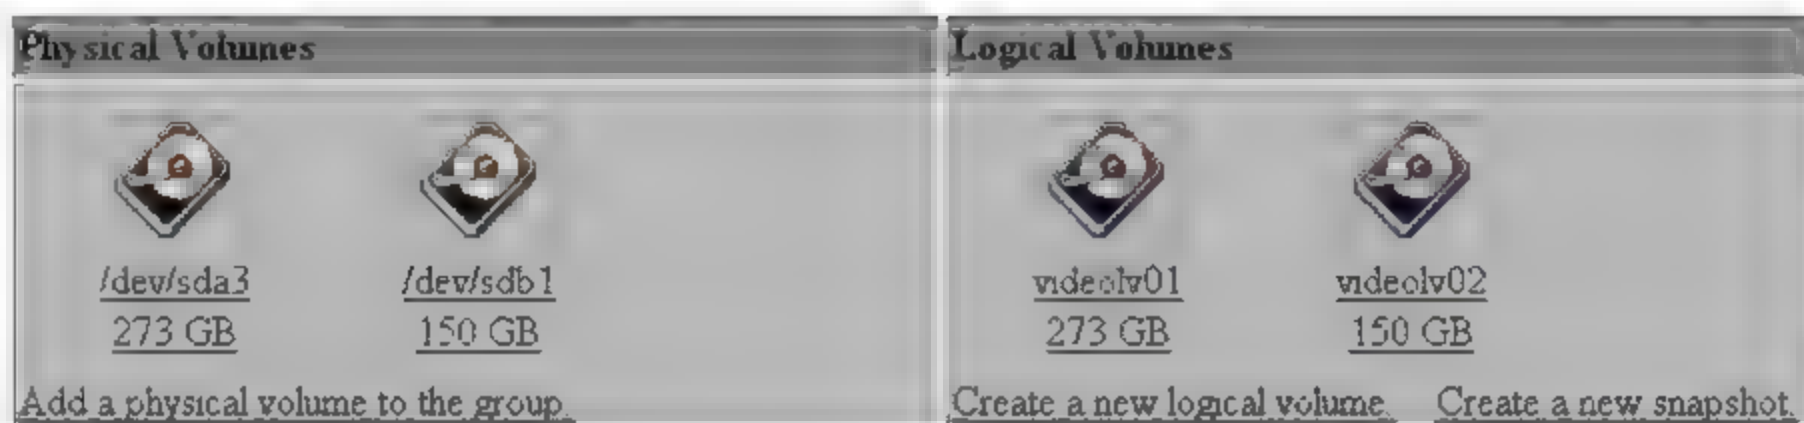 Physical Volumes
/dev/sda3 /dev/sdb1
273 GB 150 GB
Add a physical volume to the group.
Logical Volumes
videolv01 videolv02
273 GB 150 GB
Create a new logical volume. Create a new snapshot.